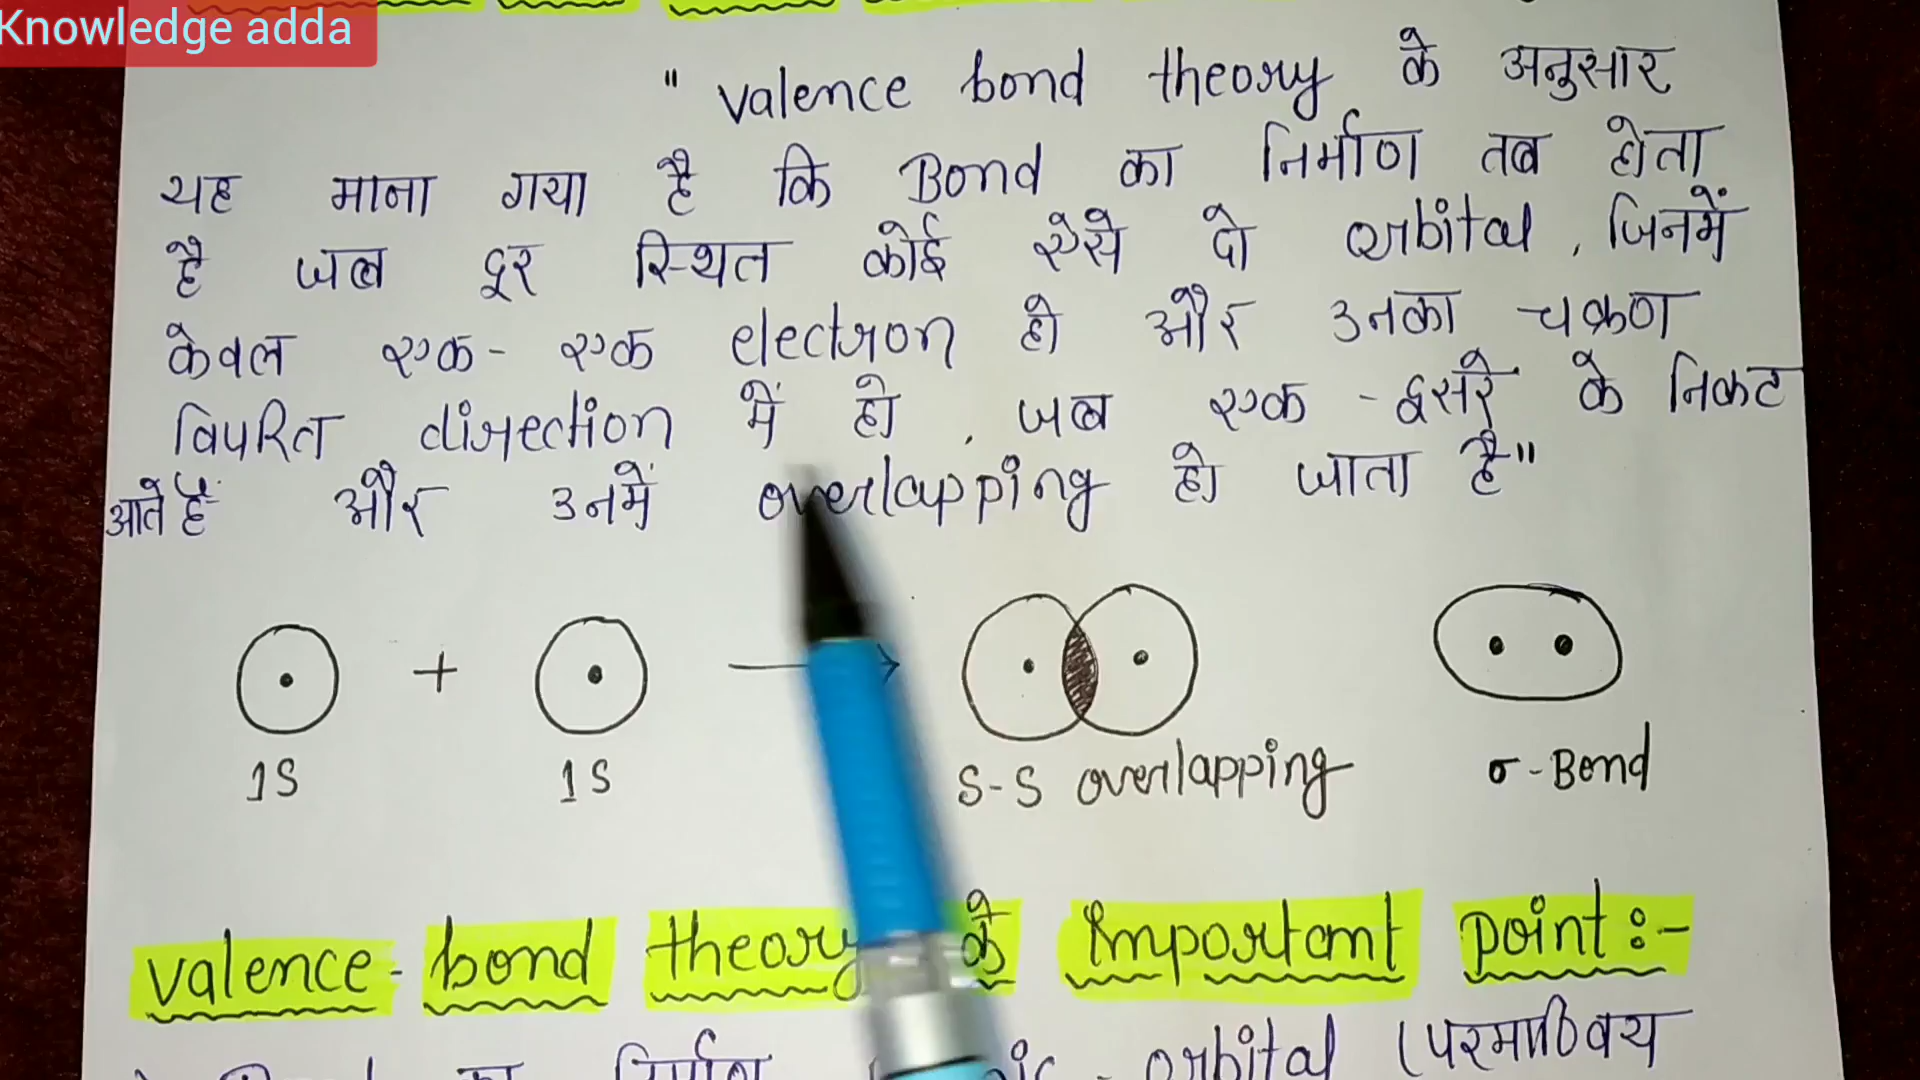 Knowledge adda
" valence bond theory के अनुसार
यह माना गया है कि Bond का निर्माण तब होता
है जब दूर स्थित कोई ऐसे दो orbital , जिनमें
केवल एक - एक electron हो और उनका चक्रण
विपरित direction में हो , जब एक - दुसरे के निकट
आते हैं और उनमें overlapping हो जाता है"
+
1S 1S S-S overlapping σ-Bond
valence - bond theory के Important point :-
का निर्माण orbital (परमाण्विय